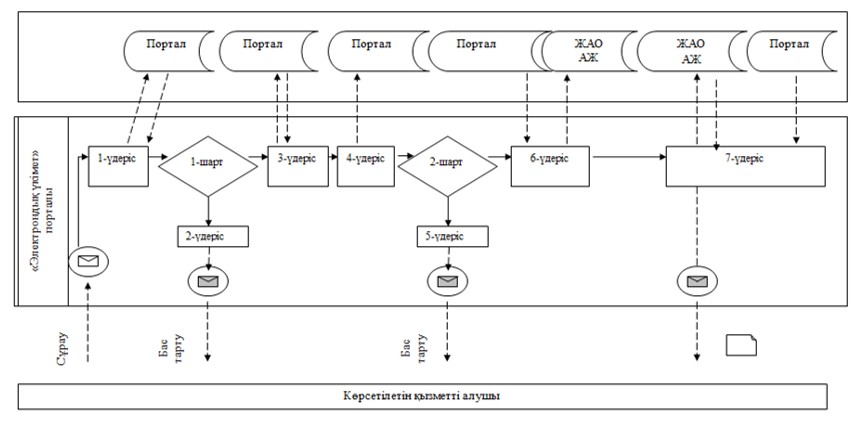 Портал
Портал
Портал
Портал
ЖАО
АЖ
ЖАО
АЖ
Портал
«Электрондық үкімет»
порталы
1-үдеріс
1-шарт
3-үдеріс
4-үдеріс
2-шарт
6-үдеріс
7-үдеріс
2-үдеріс
5-үдеріс
Сұрау
Бас
тарту
Бас
тарту
Көрсетілетін қызметті алушы